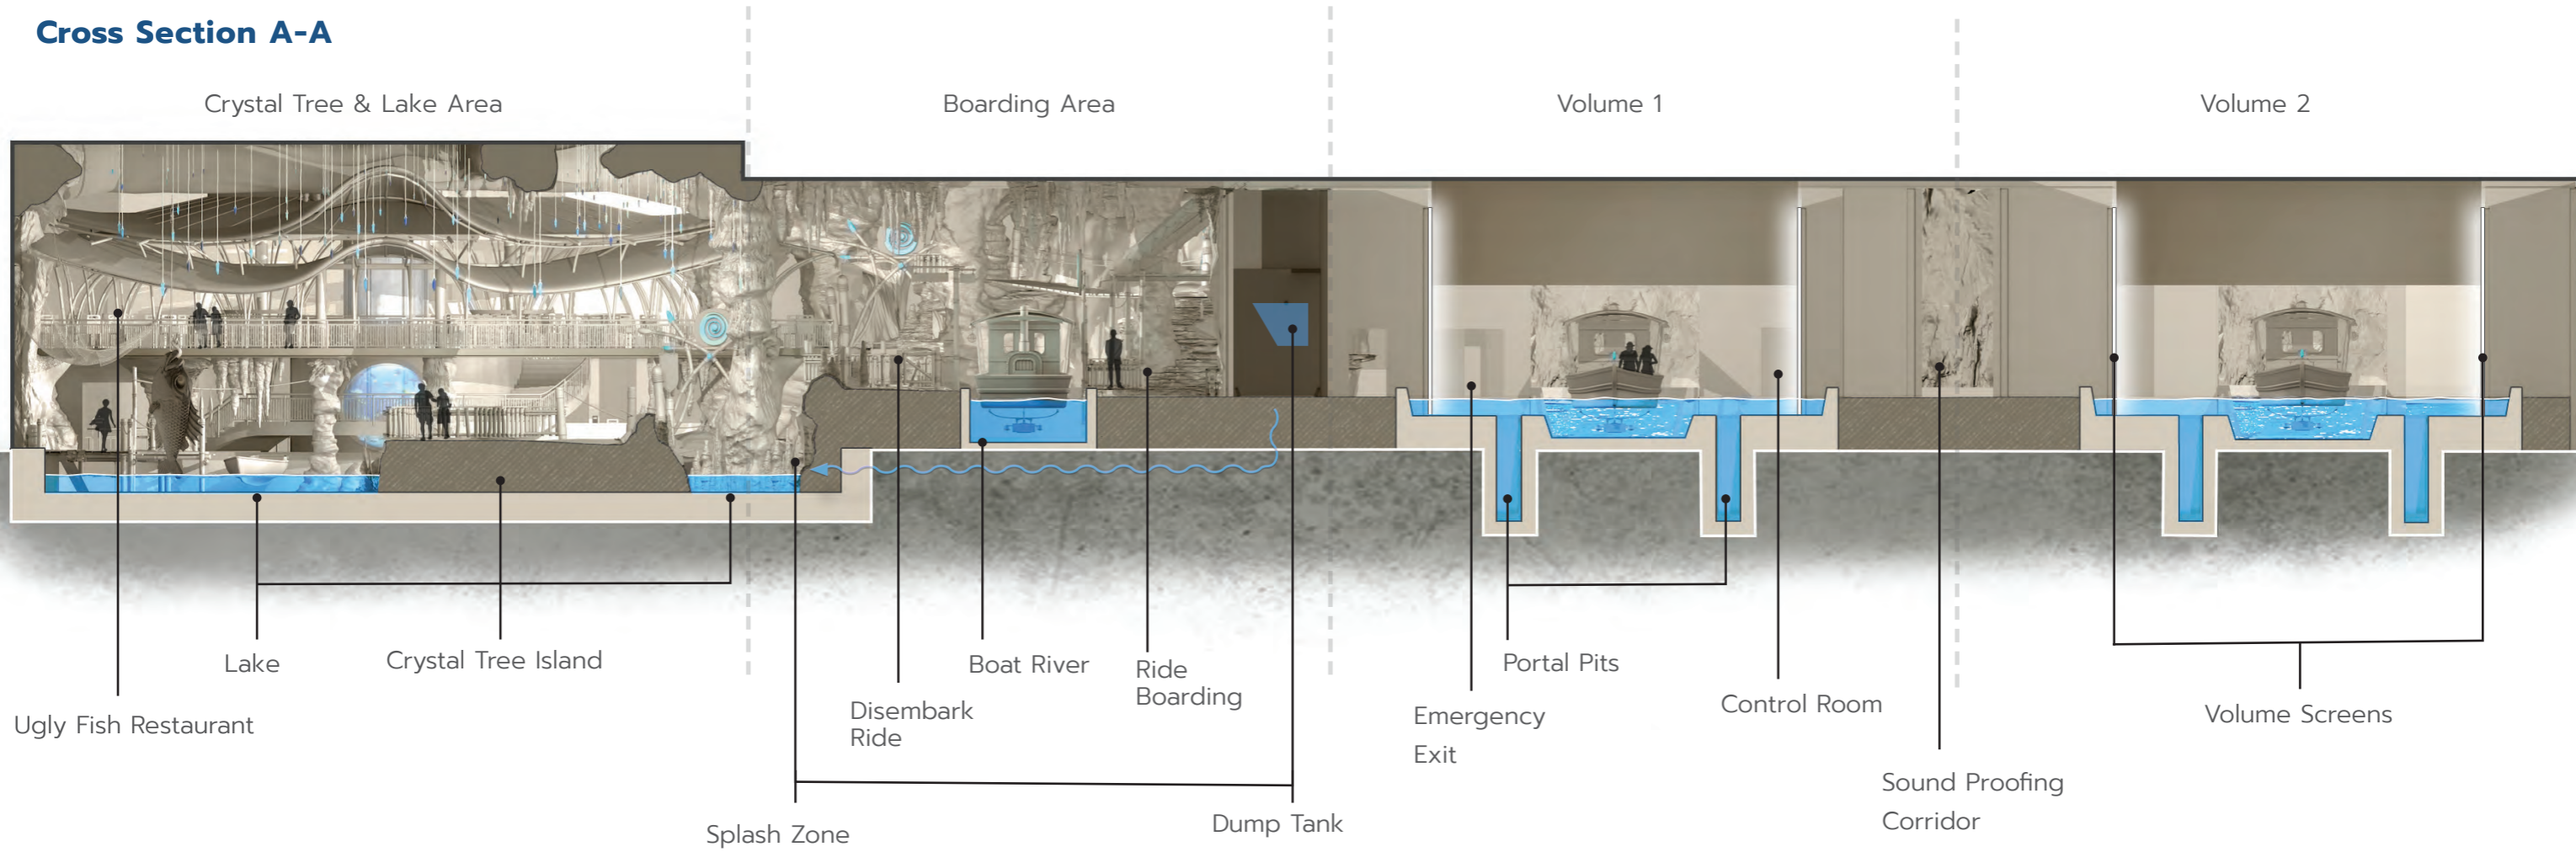 Cross Section A-A
Crystal Tree & Lake Area
Boarding Area
Volume 1
Volume 2
Lake
Crystal Tree Island
Boat River
Ride
Boarding
Portal Pits
Ugly Fish Restaurant
Disembark
Ride
Emergency
Exit
Control Room
Volume Screens
Splash Zone
Dump Tank
Sound Proofing
Corridor